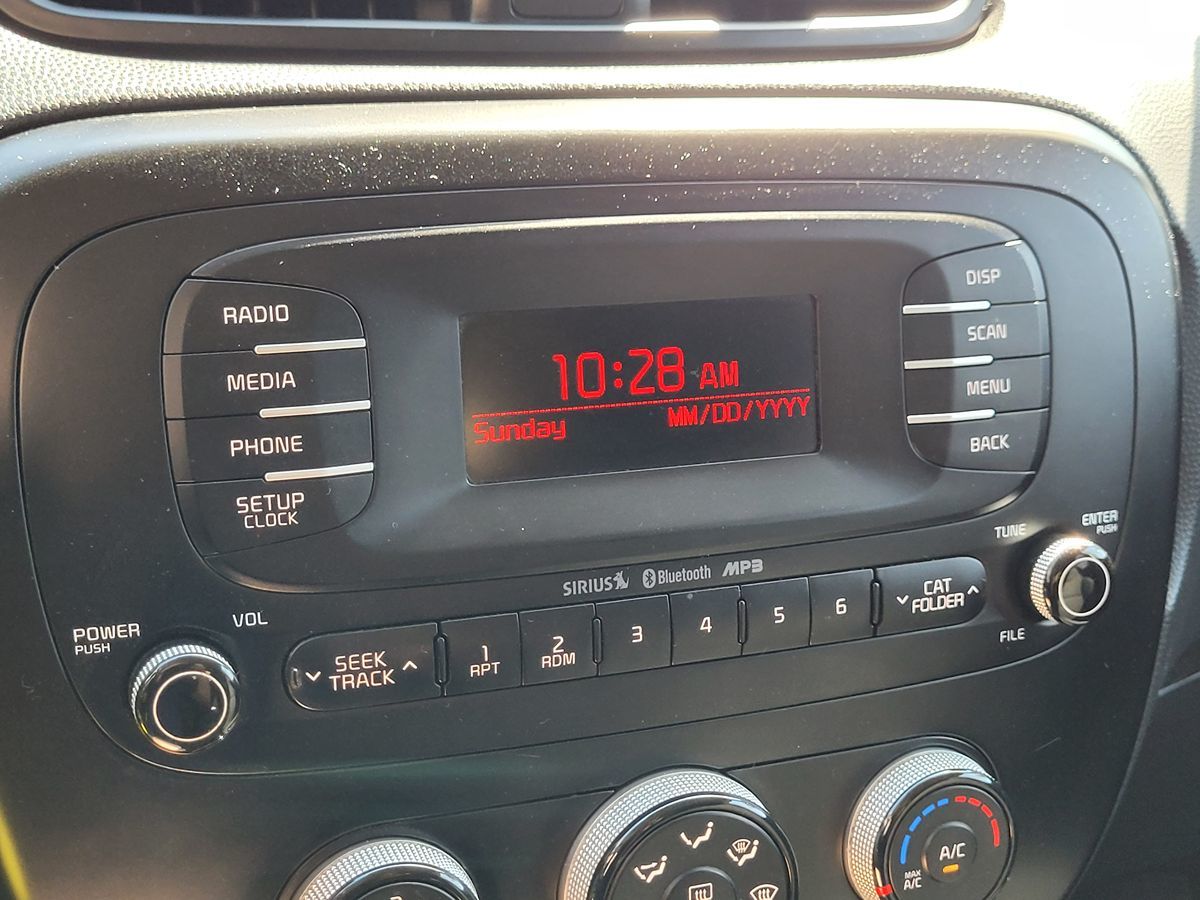 RADIO
MEDIA
PHONE
SETUP
CLOCK
10:28 AM
Sunday MM/DD/YYYY
DISP
SCAN
MENU
BACK
SIRIUS Bluetooth MP3
TUNE
ENTER
PUSH
POWER
PUSH
VOL
SEEK
TRACK
1
RPT
2
RDM
3
4
5
6
CAT
FOLDER
FILE
A/C
MAX
A/C